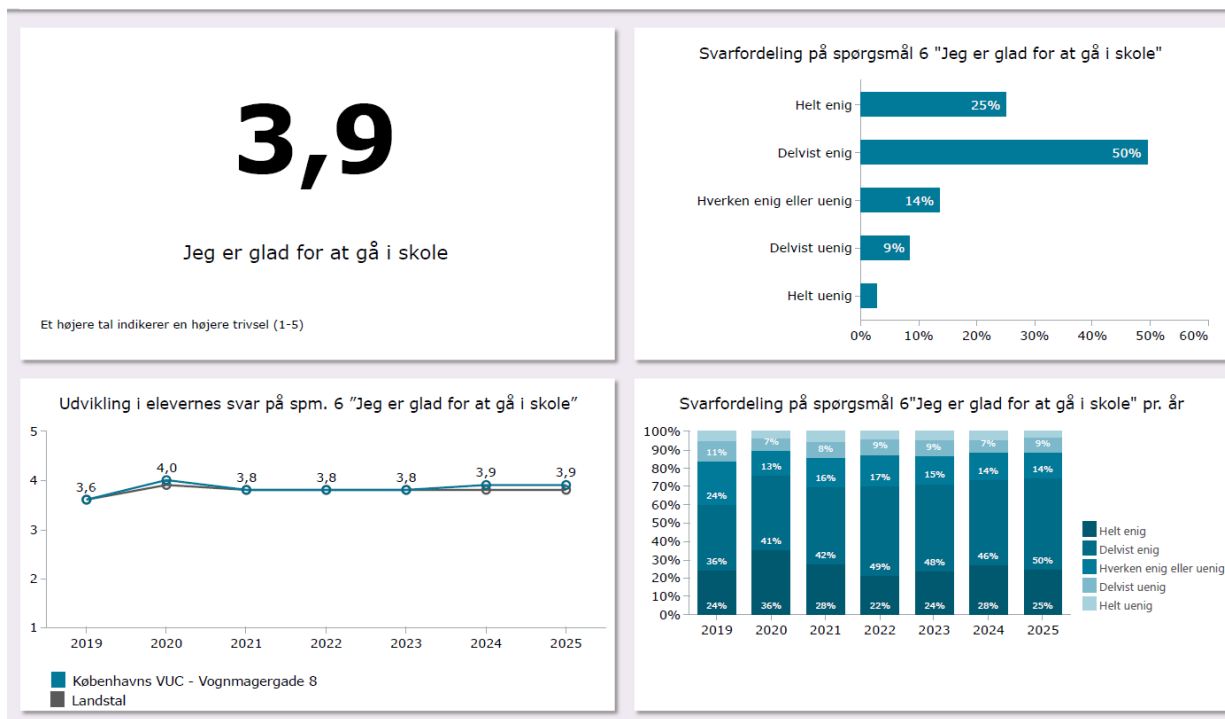 3,9
Jeg er glad for at gå i skole
Et højere tal indikerer en højere trivsel (1-5)
Svarfordeling på spørgsmål 6 "Jeg er glad for at gå i skole"
Helt enig 25%
Delvist enig 50%
Hverken enig eller uenig 14%
Delvist uenig 9%
Helt uenig
0% 10% 20% 30% 40% 50% 60%
Udvikling i elevernes svar på spm. 6 ”Jeg er glad for at gå i skole”
5
4
3
2
1
3,6 4,0 3,8 3,8 3,8 3,9 3,9
2019 2020 2021 2022 2023 2024 2025
Københavns VUC - Vognmagergade 8
Landstal
Svarfordeling på spørgsmål 6"Jeg er glad for at gå i skole" pr. år
100%
90%
80%
70%
60%
50%
40%
30%
20%
10%
0%
11% 7% 8% 9% 9% 7% 9%
24% 13% 16% 17% 15% 14% 14%
36% 41% 42% 49% 48% 46% 50%
24% 36% 28% 22% 24% 28% 25%
2019 2020 2021 2022 2023 2024 2025
Helt enig
Delvist enig
Hverken enig eller uenig
Delvist uenig
Helt uenig